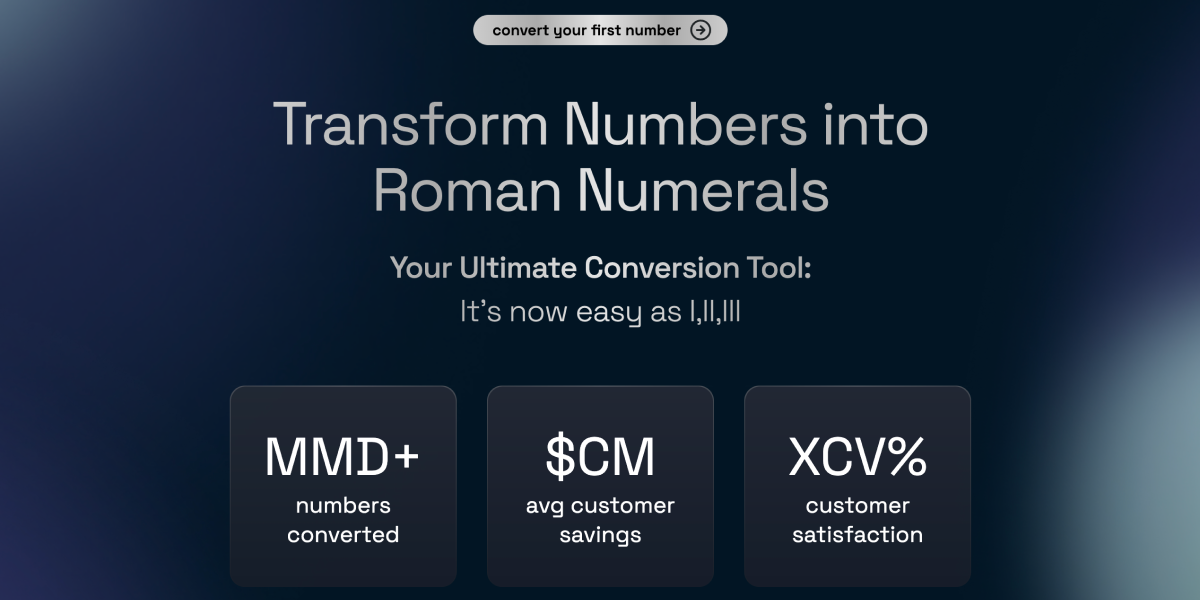 convert your first number
Transform Numbers into
Roman Numerals
Your Ultimate Conversion Tool:
It's now easy as I,II,III
MMD+
numbers
converted
$CM
avg customer
savings
XCV%
customer
satisfaction